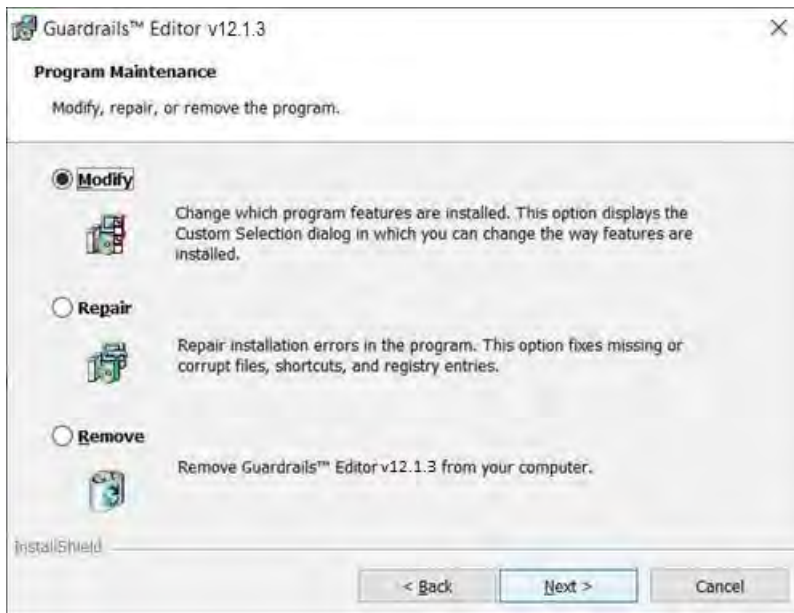 Guardrails™ Editor v12.1.3
Program Maintenance
Modify, repair, or remove the program.
Modify
Change which program features are installed. This option displays the
Custom Selection dialog in which you can change the way features are
installed.
Repair
Repair installation errors in the program. This option fixes missing or
corrupt files, shortcuts, and registry entries.
Remove
Remove Guardrails™ Editor v12.1.3 from your computer.
InstallShield
< Back
Next >
Cancel